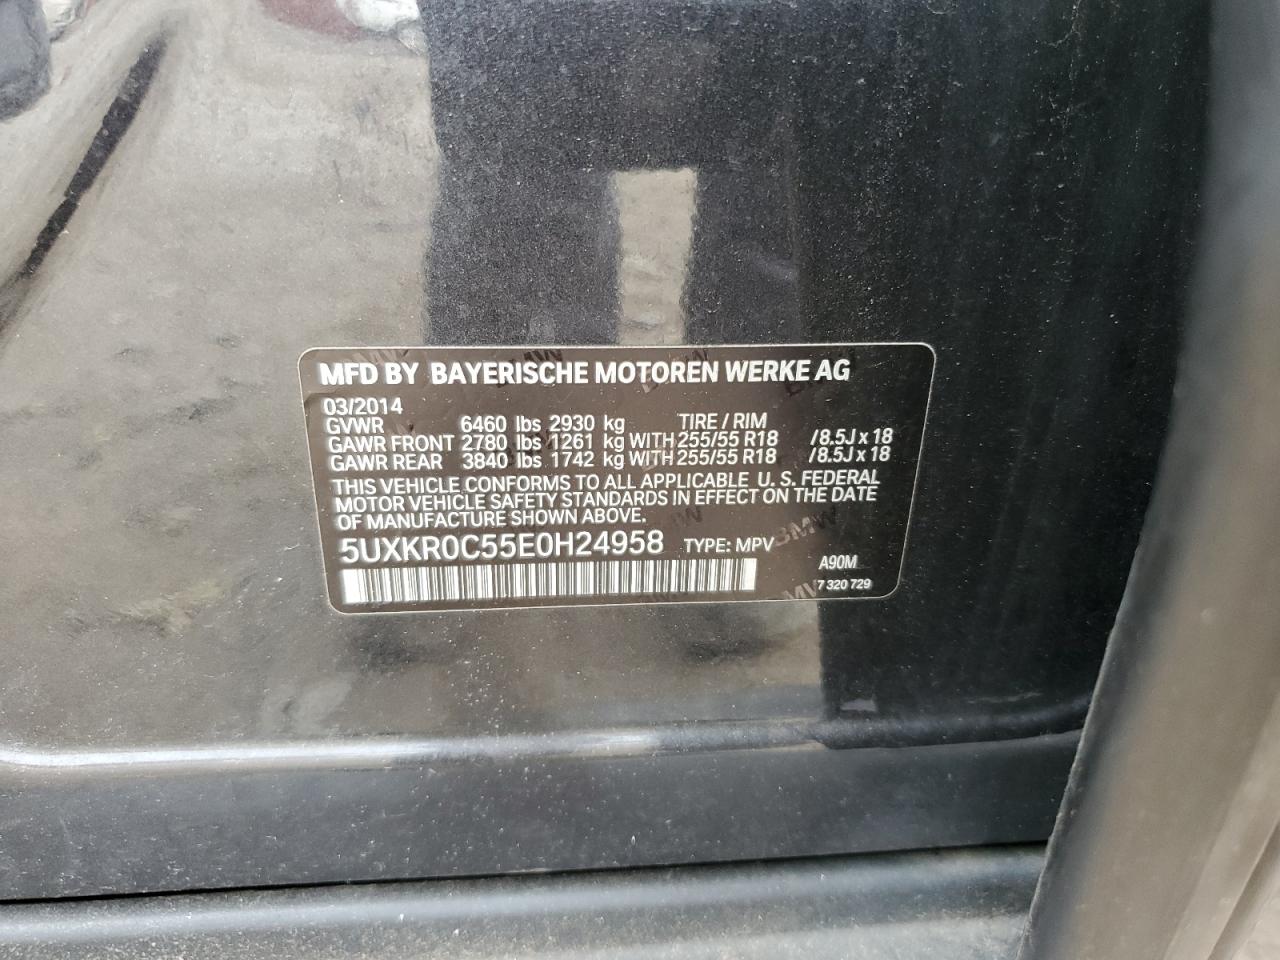 MFD BY BAYERISCHE MOTOREN WERKE AG
03/2014
GVWR 6460 lbs 2930 kg TIRE / RIM
GAWR FRONT 2780 lbs 1261 kg WITH 255/55 R18 /8.5J x 18
GAWR REAR 3840 lbs 1742 kg WITH 255/55 R18 /8.5J x 18
THIS VEHICLE CONFORMS TO ALL APPLICABLE U. S. FEDERAL
MOTOR VEHICLE SAFETY STANDARDS IN EFFECT ON THE DATE
OF MANUFACTURE SHOWN ABOVE.
5UXKR0C55E0H24958 TYPE: MPV
A90M
7 320 729